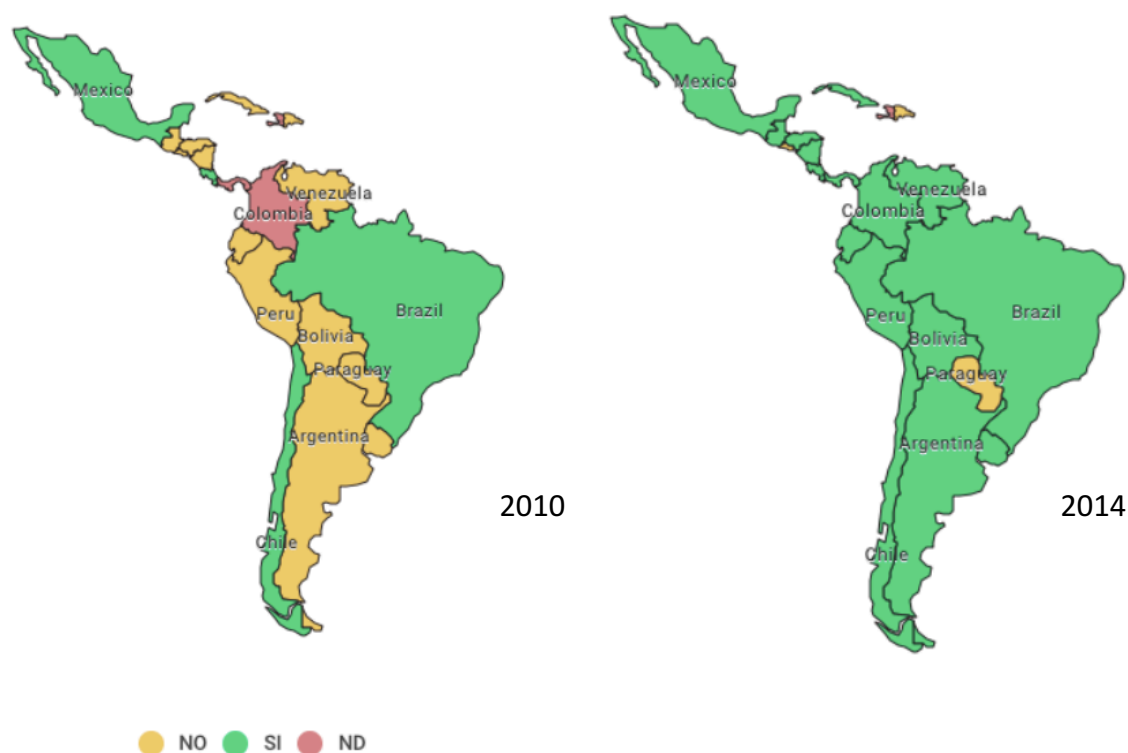 Mexico
Venezuela
Colombia
Brazil
Peru
Bolivia
Paraguay
Argentina
2010
Chile
Mexico
Venezuela
Colombia
Brazil
Peru
Bolivia
Paraguay
Argentina
2014
Chile
NO SI ND